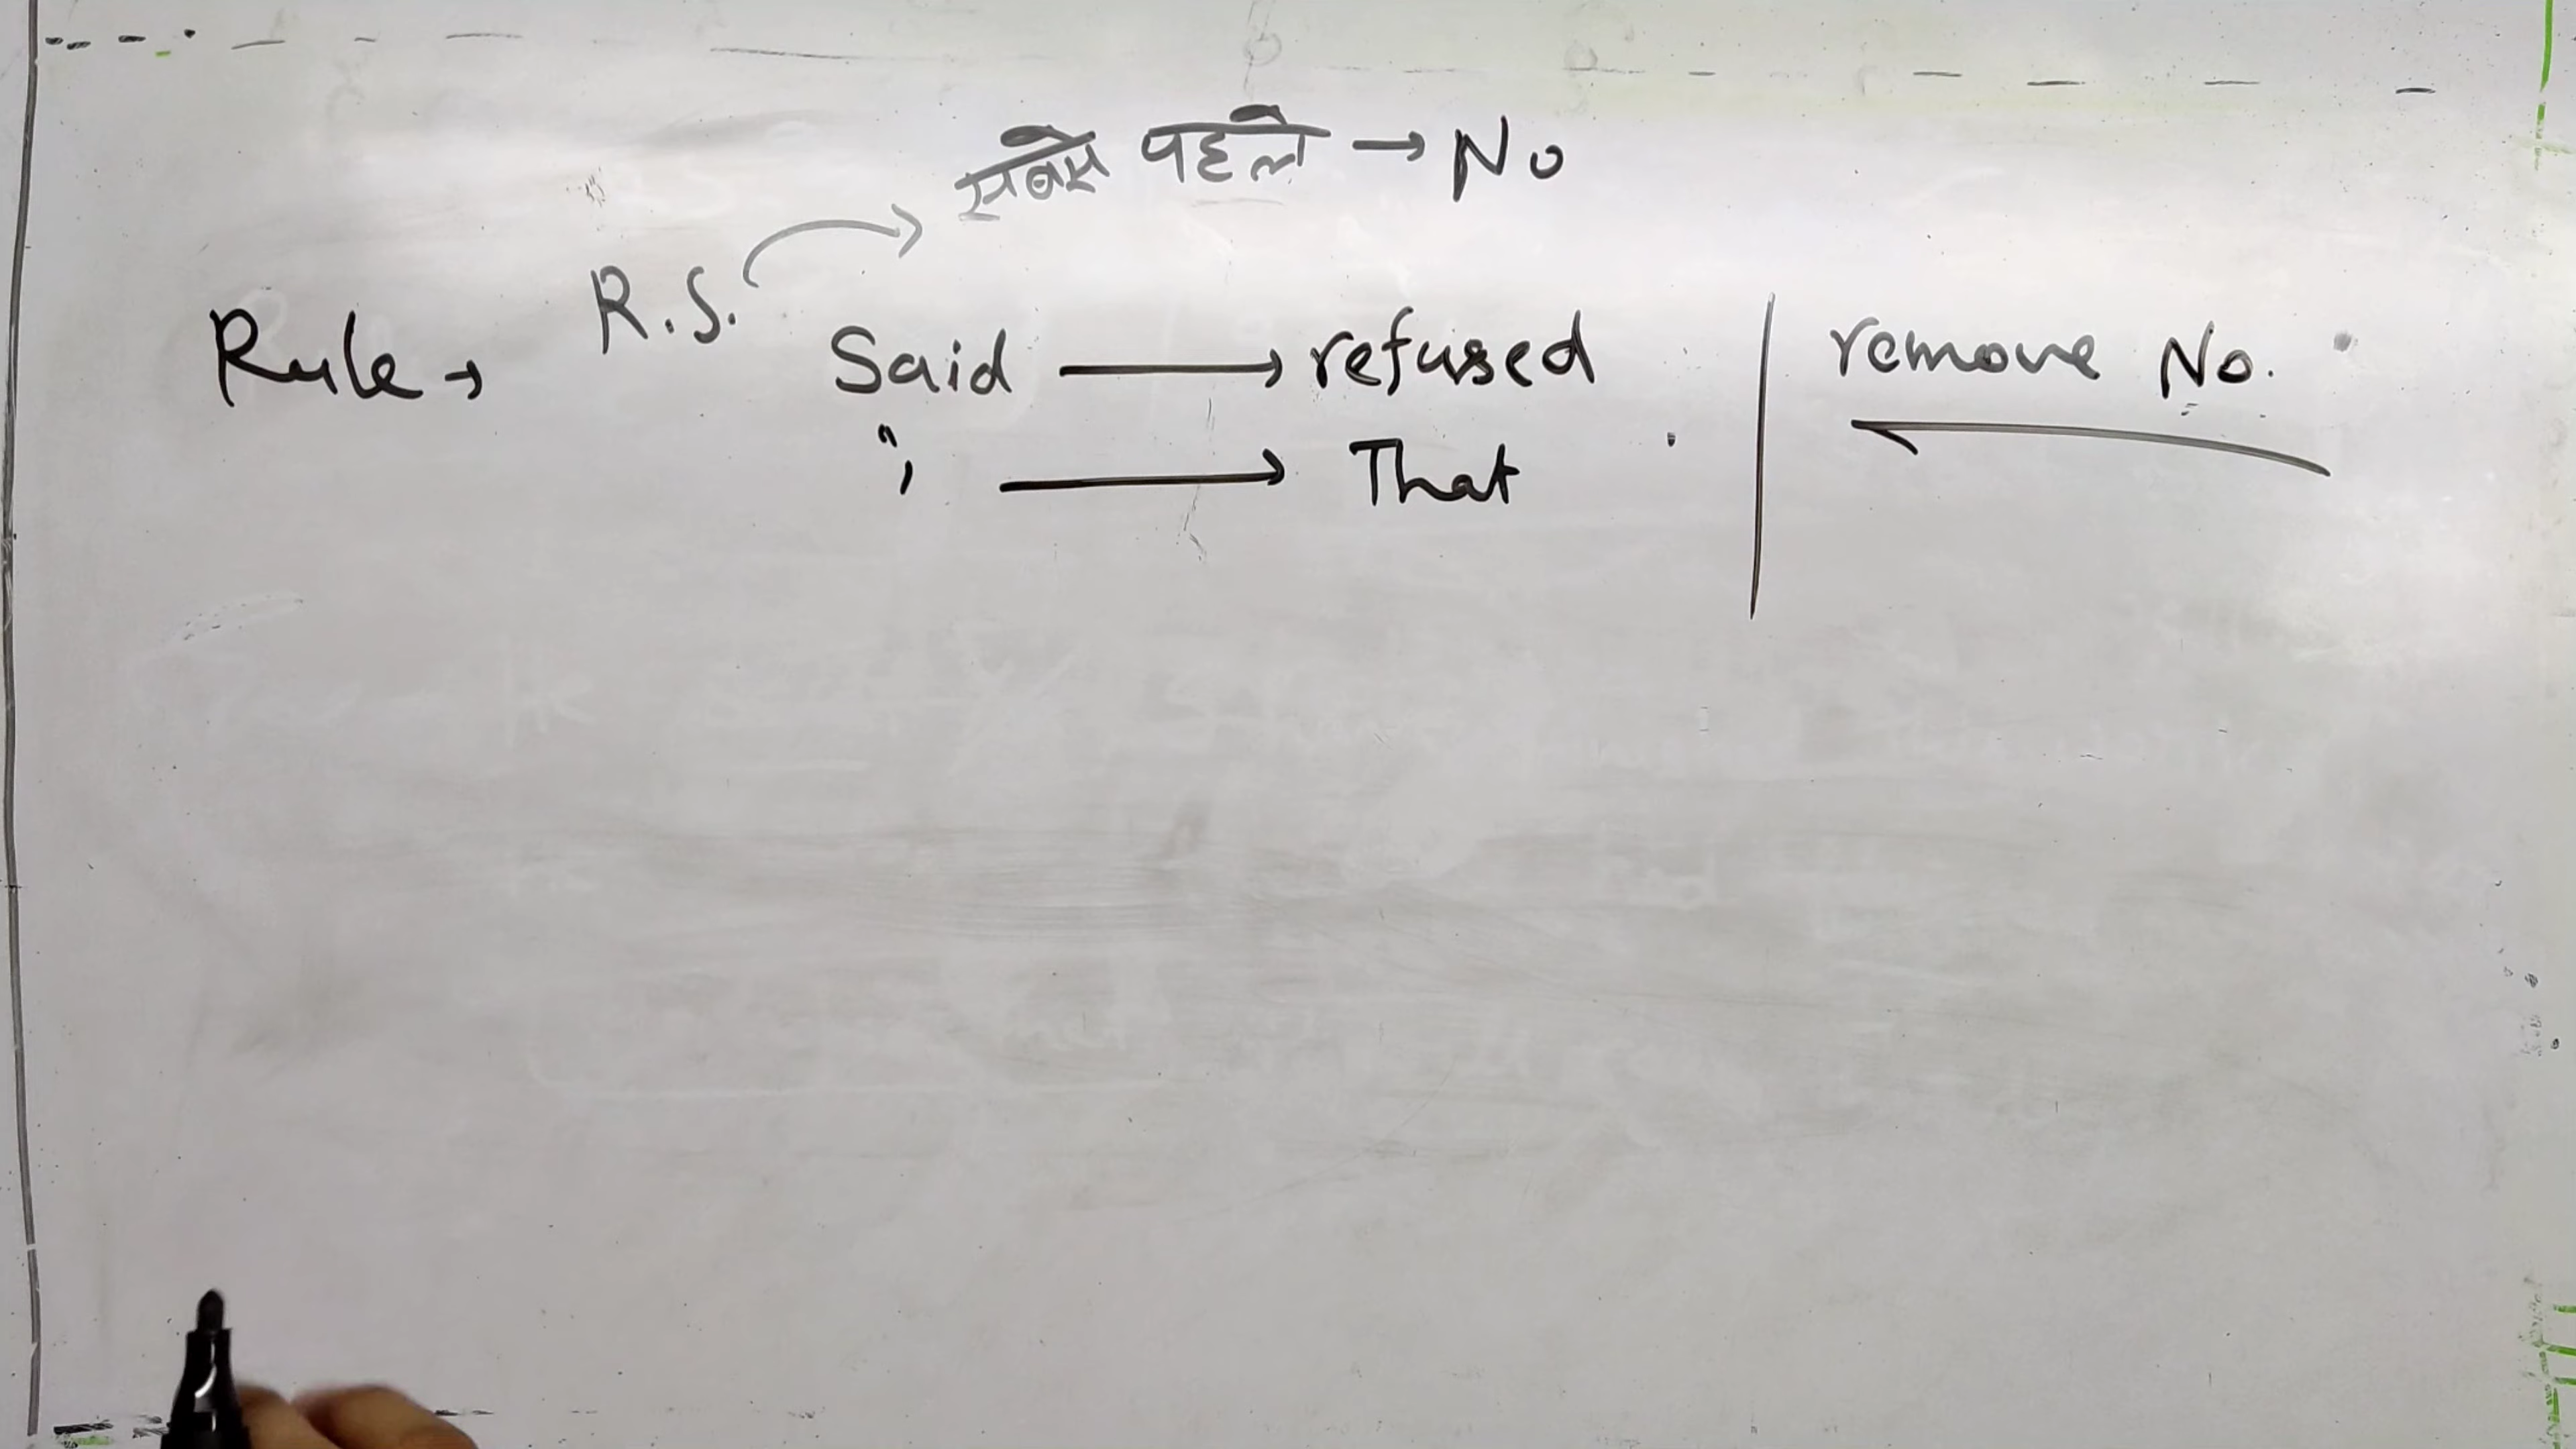 सबसे पहले → No
R.S.
Rule → Said → refused | remove No.
", → That